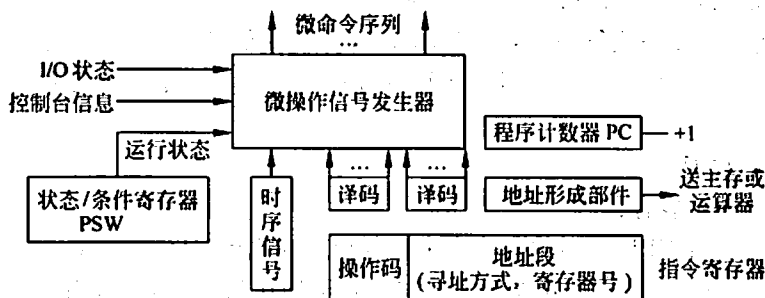 微命令序列
...
I/O 状态
控制台信息
微操作信号发生器
程序计数器 PC
+1
运行状态
...
...
状态/条件寄存器
PSW
时序信号
译码
译码
地址形成部件
送主存或
运算器
操作码
地址段
(寻址方式，寄存器号)
指令寄存器